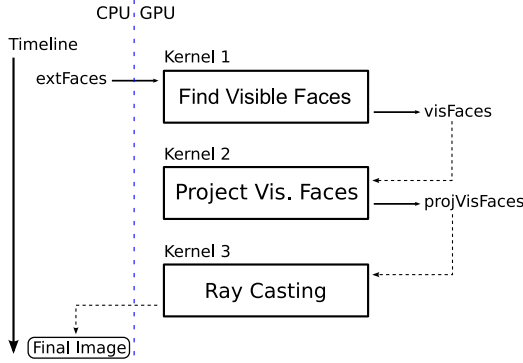 CPU GPU
Timeline
Kernel 1
extFaces
Find Visible Faces
visFaces
Kernel 2
Project Vis. Faces
projVisFaces
Kernel 3
Ray Casting
Final Image